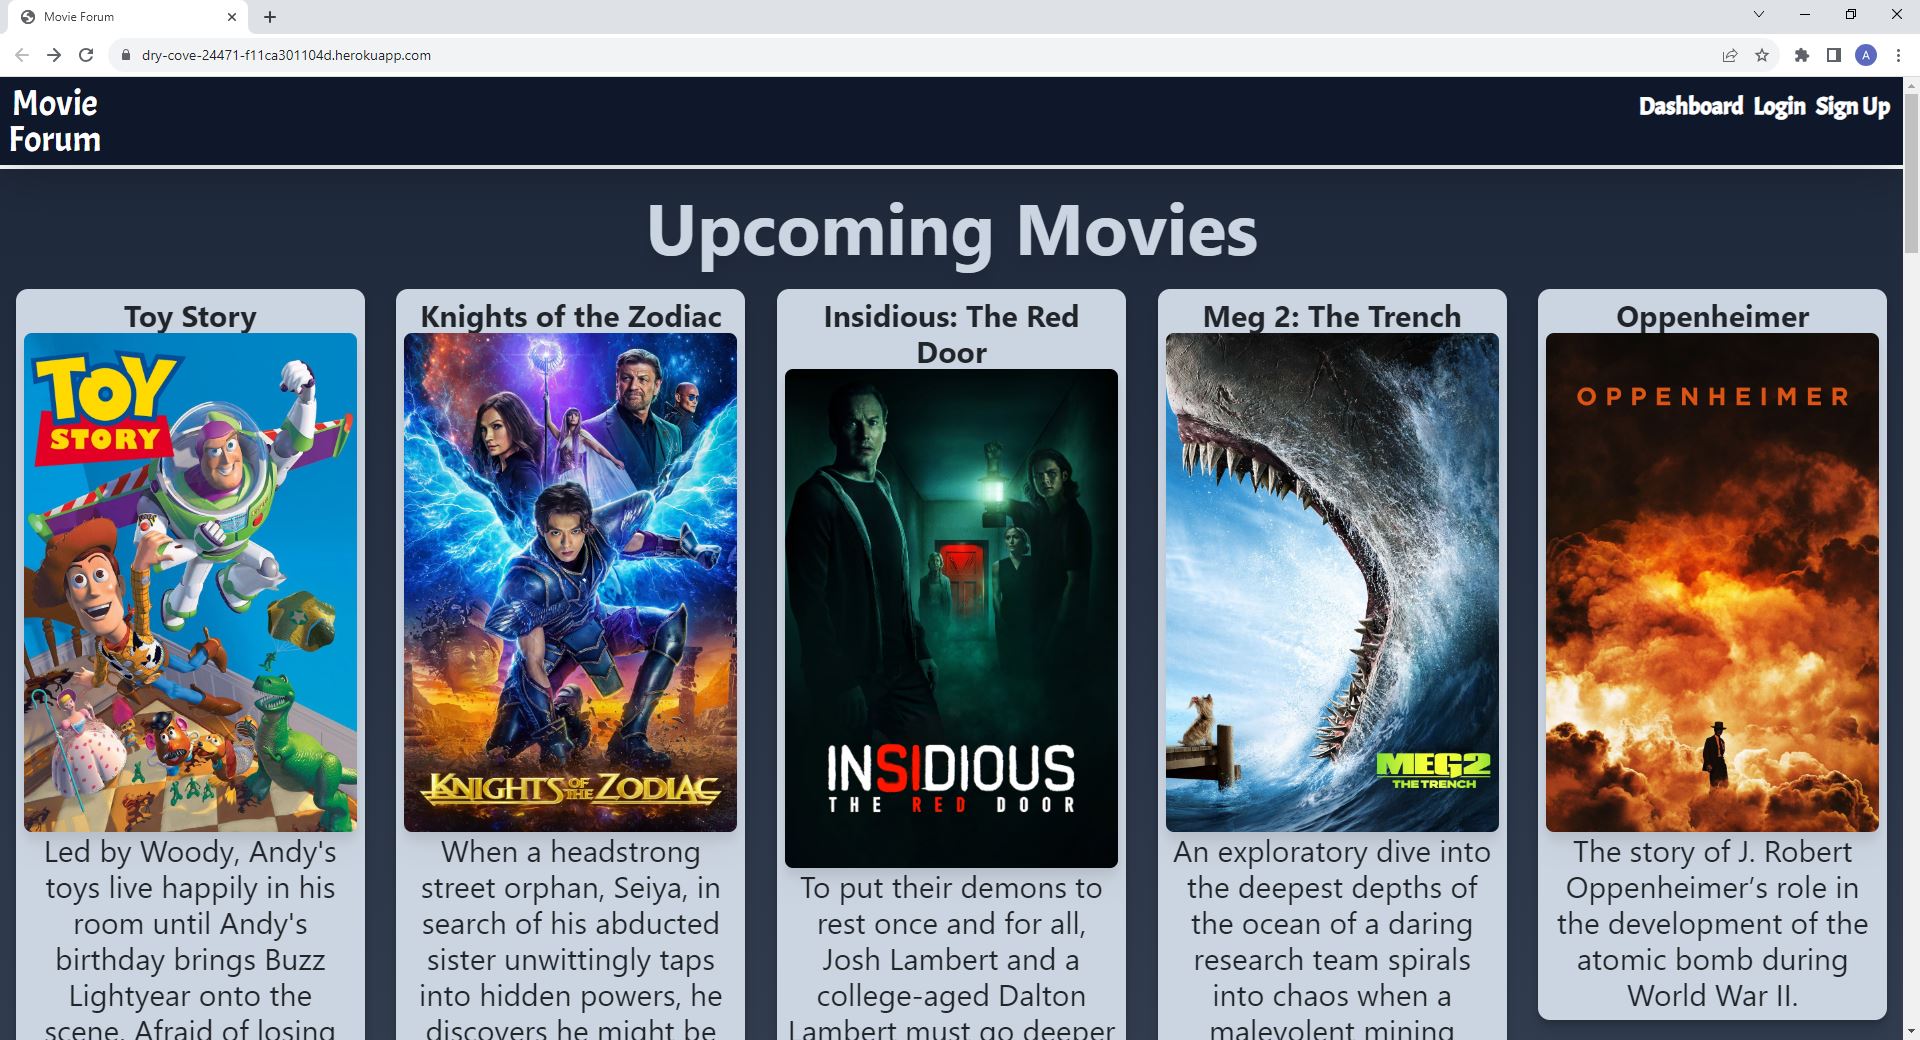 Movie Forum
dry-cove-24471-f11ca301104d.herokuapp.com
A
Movie
Forum
Dashboard Login Sign Up
Upcoming Movies
Toy Story
TOY
STORY
Led by Woody, Andy's
toys live happily in his
room until Andy's
birthday brings Buzz
Lightyear onto the
scene. Afraid of losing
Knights of the Zodiac
KNIGHTS OF THE ZODIAC
When a headstrong
street orphan, Seiya, in
search of his abducted
sister unwittingly taps
into hidden powers, he
discovers he might be
Insidious: The Red
Door
INSIDIOUS
THE RED DOOR
To put their demons to
rest once and for all,
Josh Lambert and a
college-aged Dalton
Lambert must go deeper
Meg 2: The Trench
MEG2
THE TRENCH
An exploratory dive into
the deepest depths of
the ocean of a daring
research team spirals
into chaos when a
malevolent mining
Oppenheimer
OPPENHEIMER
The story of J. Robert
Oppenheimer’s role in
the development of the
atomic bomb during
World War II.